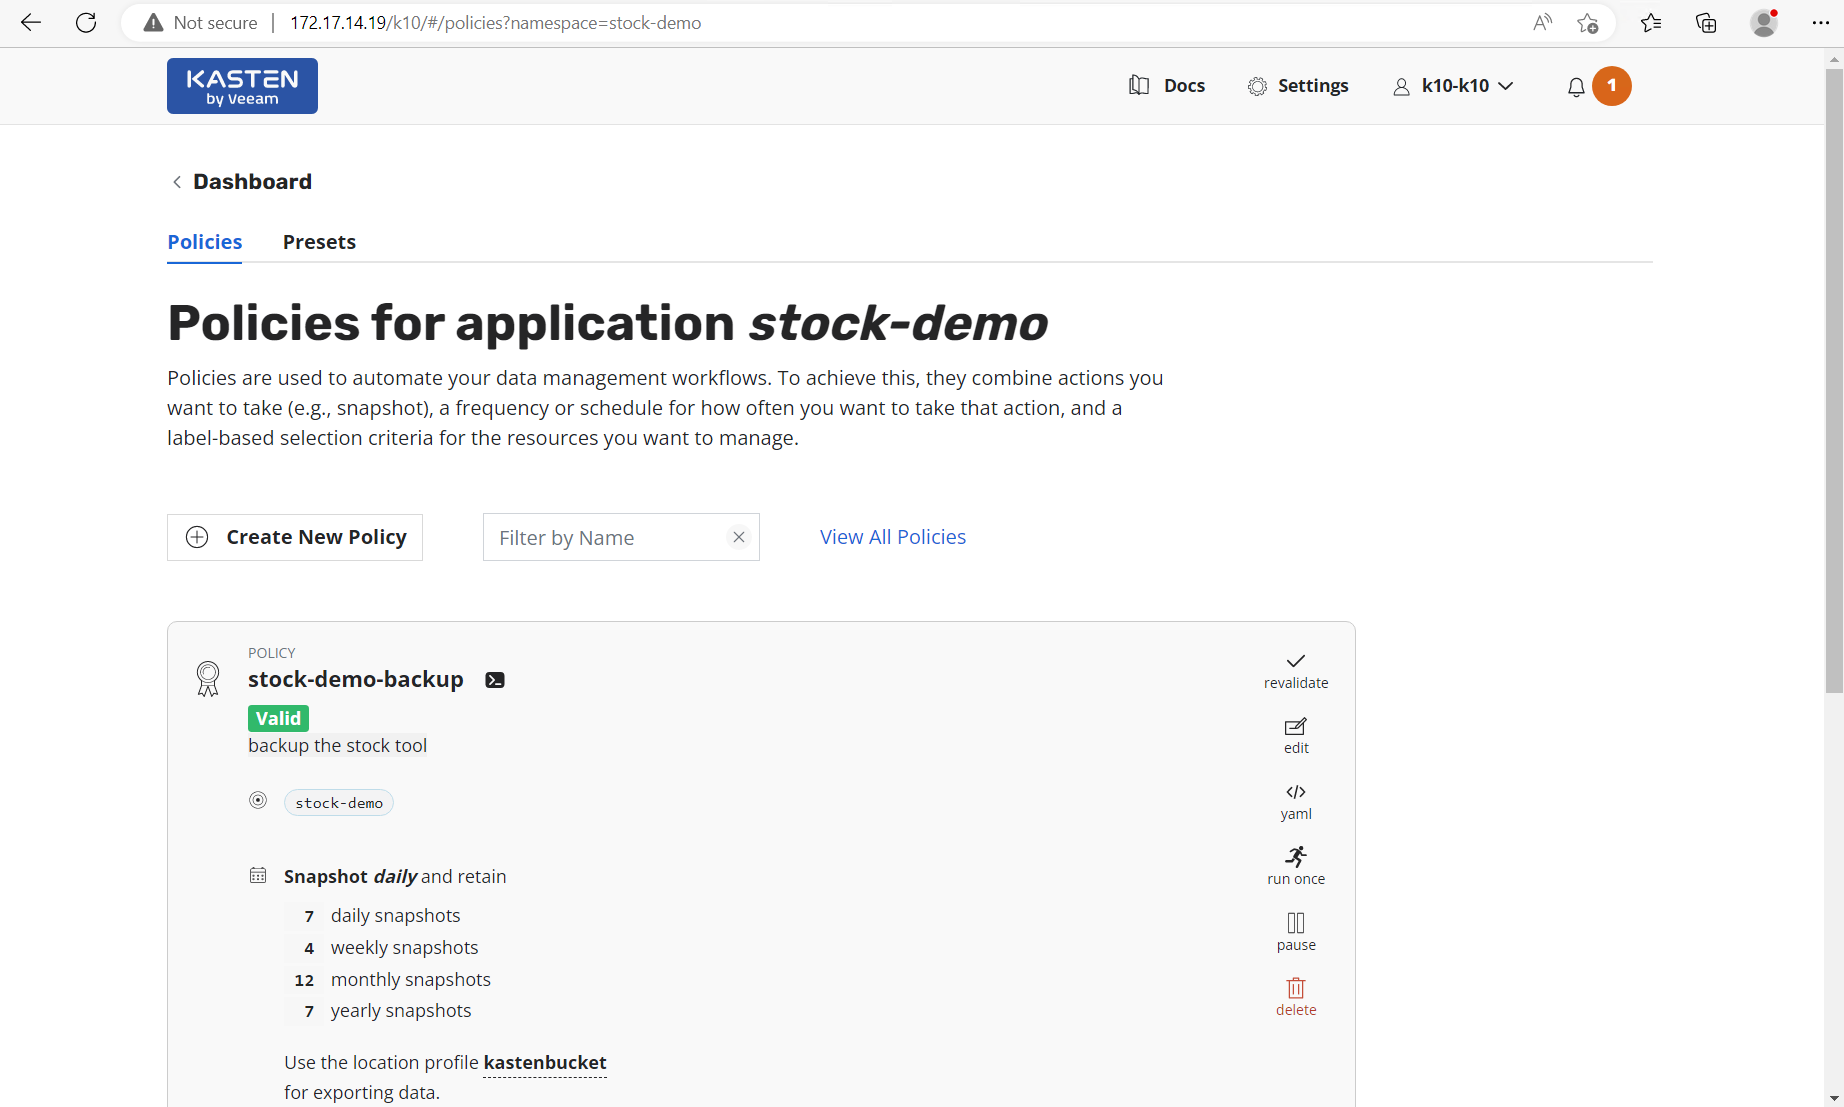 Not secure
172.17.14.19/k10/#/policies?namespace=stock-demo
KASTEN
by Veeam
Docs
Settings
k10-k10
1
Dashboard
Policies
Presets
Policies for application stock-demo
Policies are used to automate your data management workflows. To achieve this, they combine actions you
want to take (e.g., snapshot), a frequency or schedule for how often you want to take that action, and a
label-based selection criteria for the resources you want to manage.
Create New Policy
Filter by Name
View All Policies
POLICY
stock-demo-backup
Valid
backup the stock tool
stock-demo
Snapshot daily and retain
7 daily snapshots
4 weekly snapshots
12 monthly snapshots
7 yearly snapshots
Use the location profile kastenbucket
for exporting data.
revalidate
edit
yaml
run once
pause
delete